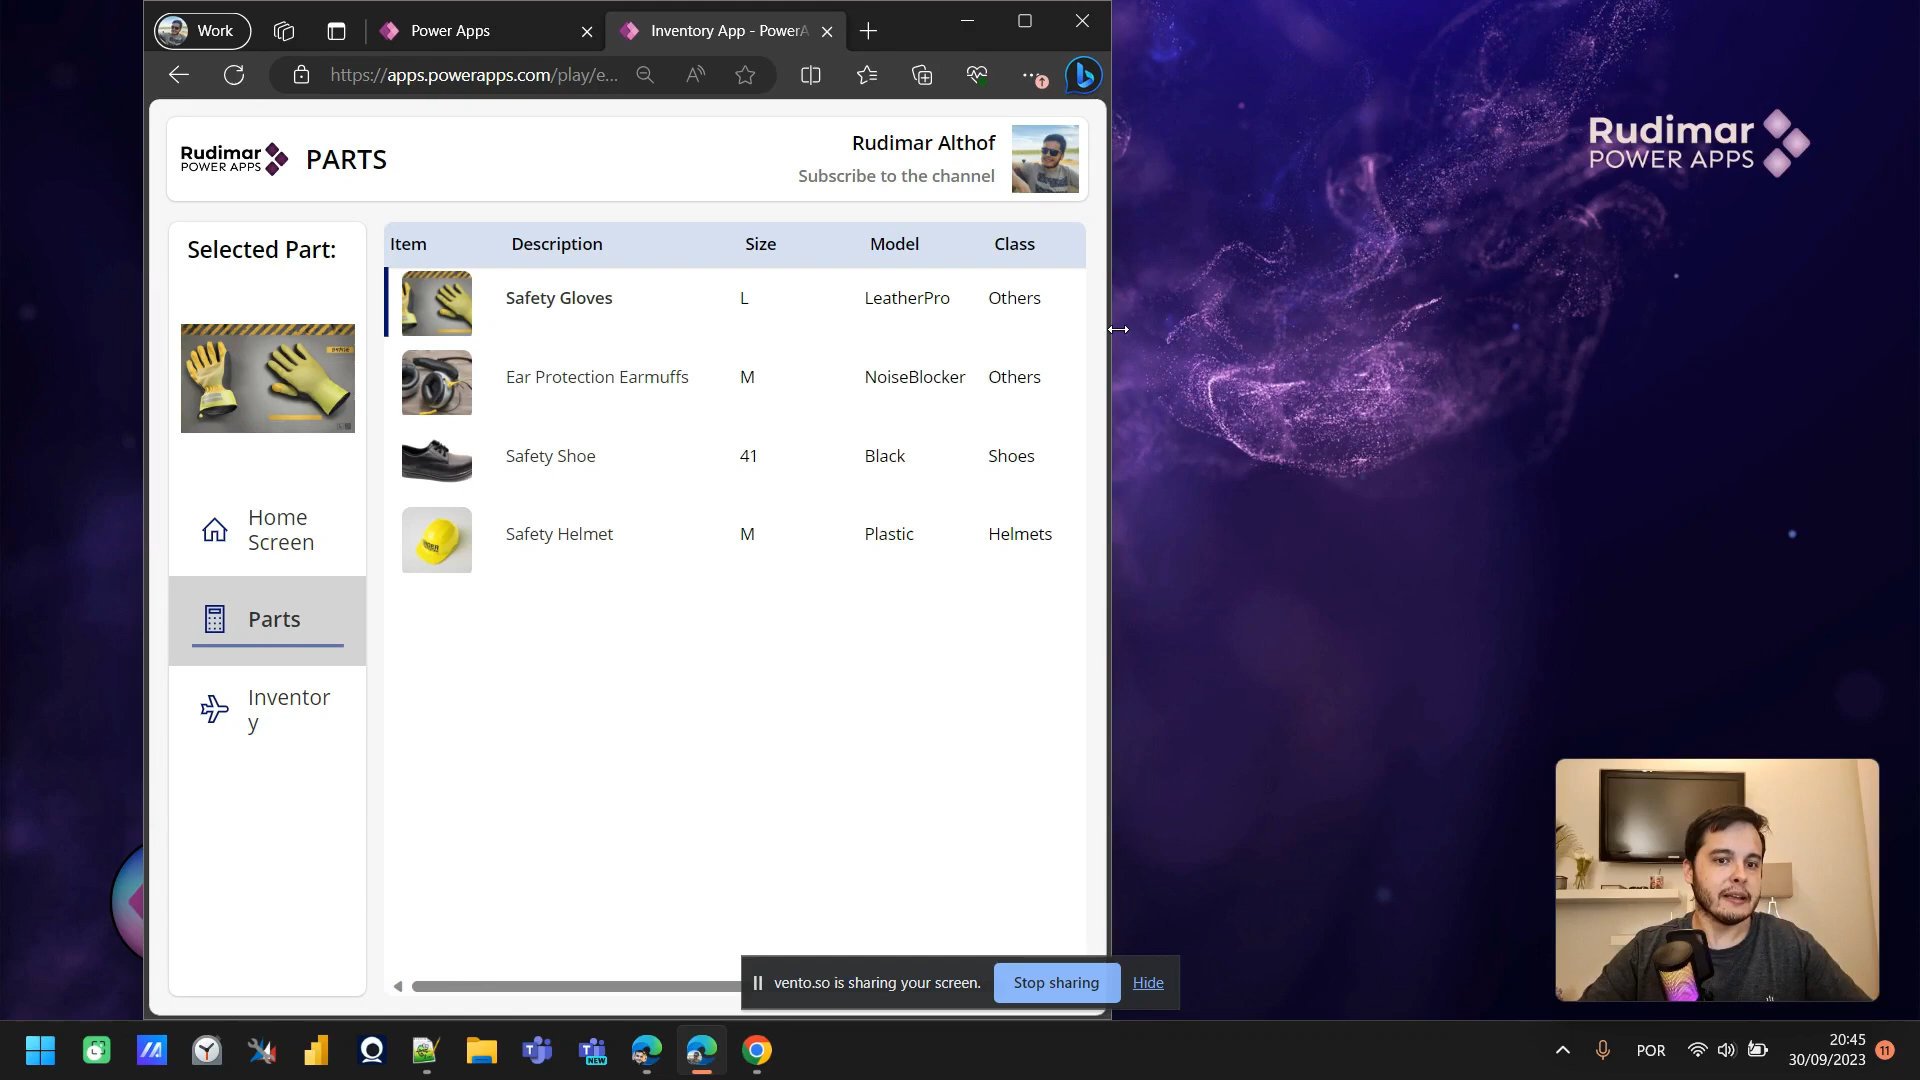 Work
Power Apps
Inventory App - PowerA
https://apps.powerapps.com/play/e...
Rudimar
POWER APPS
PARTS
Rudimar Althof
Subscribe to the channel
Rudimar
POWER APPS
Selected Part:
Item Description Size Model Class
Safety Gloves L LeatherPro Others
Ear Protection Earmuffs M NoiseBlocker Others
Safety Shoe 41 Black Shoes
Safety Helmet M Plastic Helmets
Home
Screen
Parts
Inventor
y
vento.so is sharing your screen. Stop sharing Hide
NEW
POR
20:45
30/09/2023
11